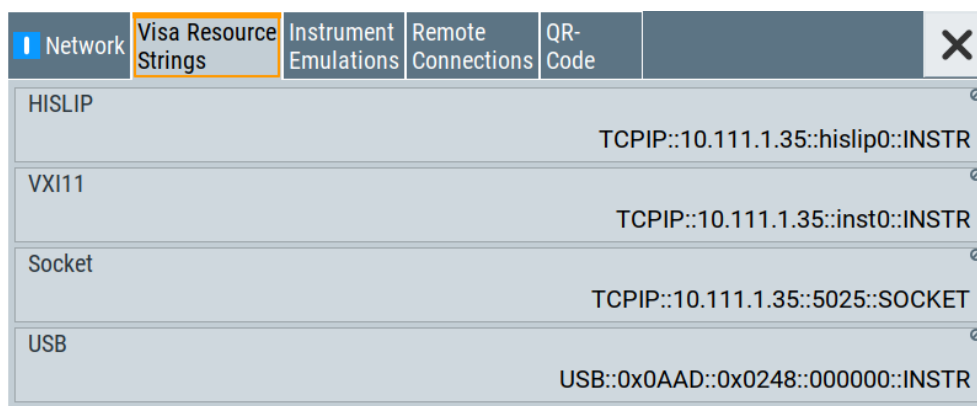 Network
Visa Resource
Strings
Instrument
Emulations
Remote
Connections
QR-
Code
HISLIP
TCPIP::10.111.1.35::hislip0::INSTR
VXI11
TCPIP::10.111.1.35::inst0::INSTR
Socket
TCPIP::10.111.1.35::5025::SOCKET
USB
USB::0x0AAD::0x0248::000000::INSTR